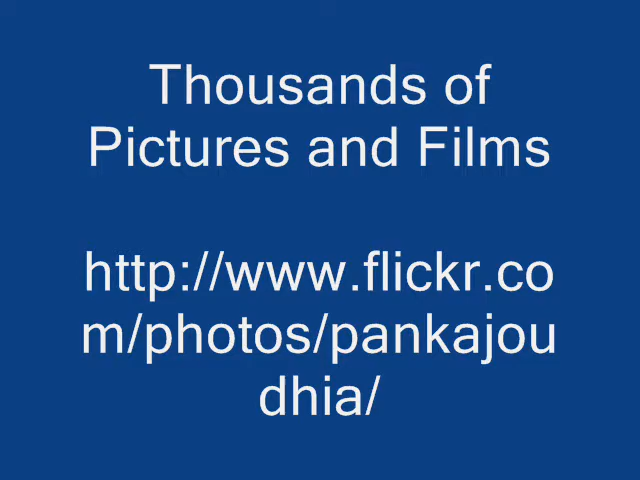 Thousands of
Pictures and Films
http://www.flickr.co
m/photos/pankajou
dhia/